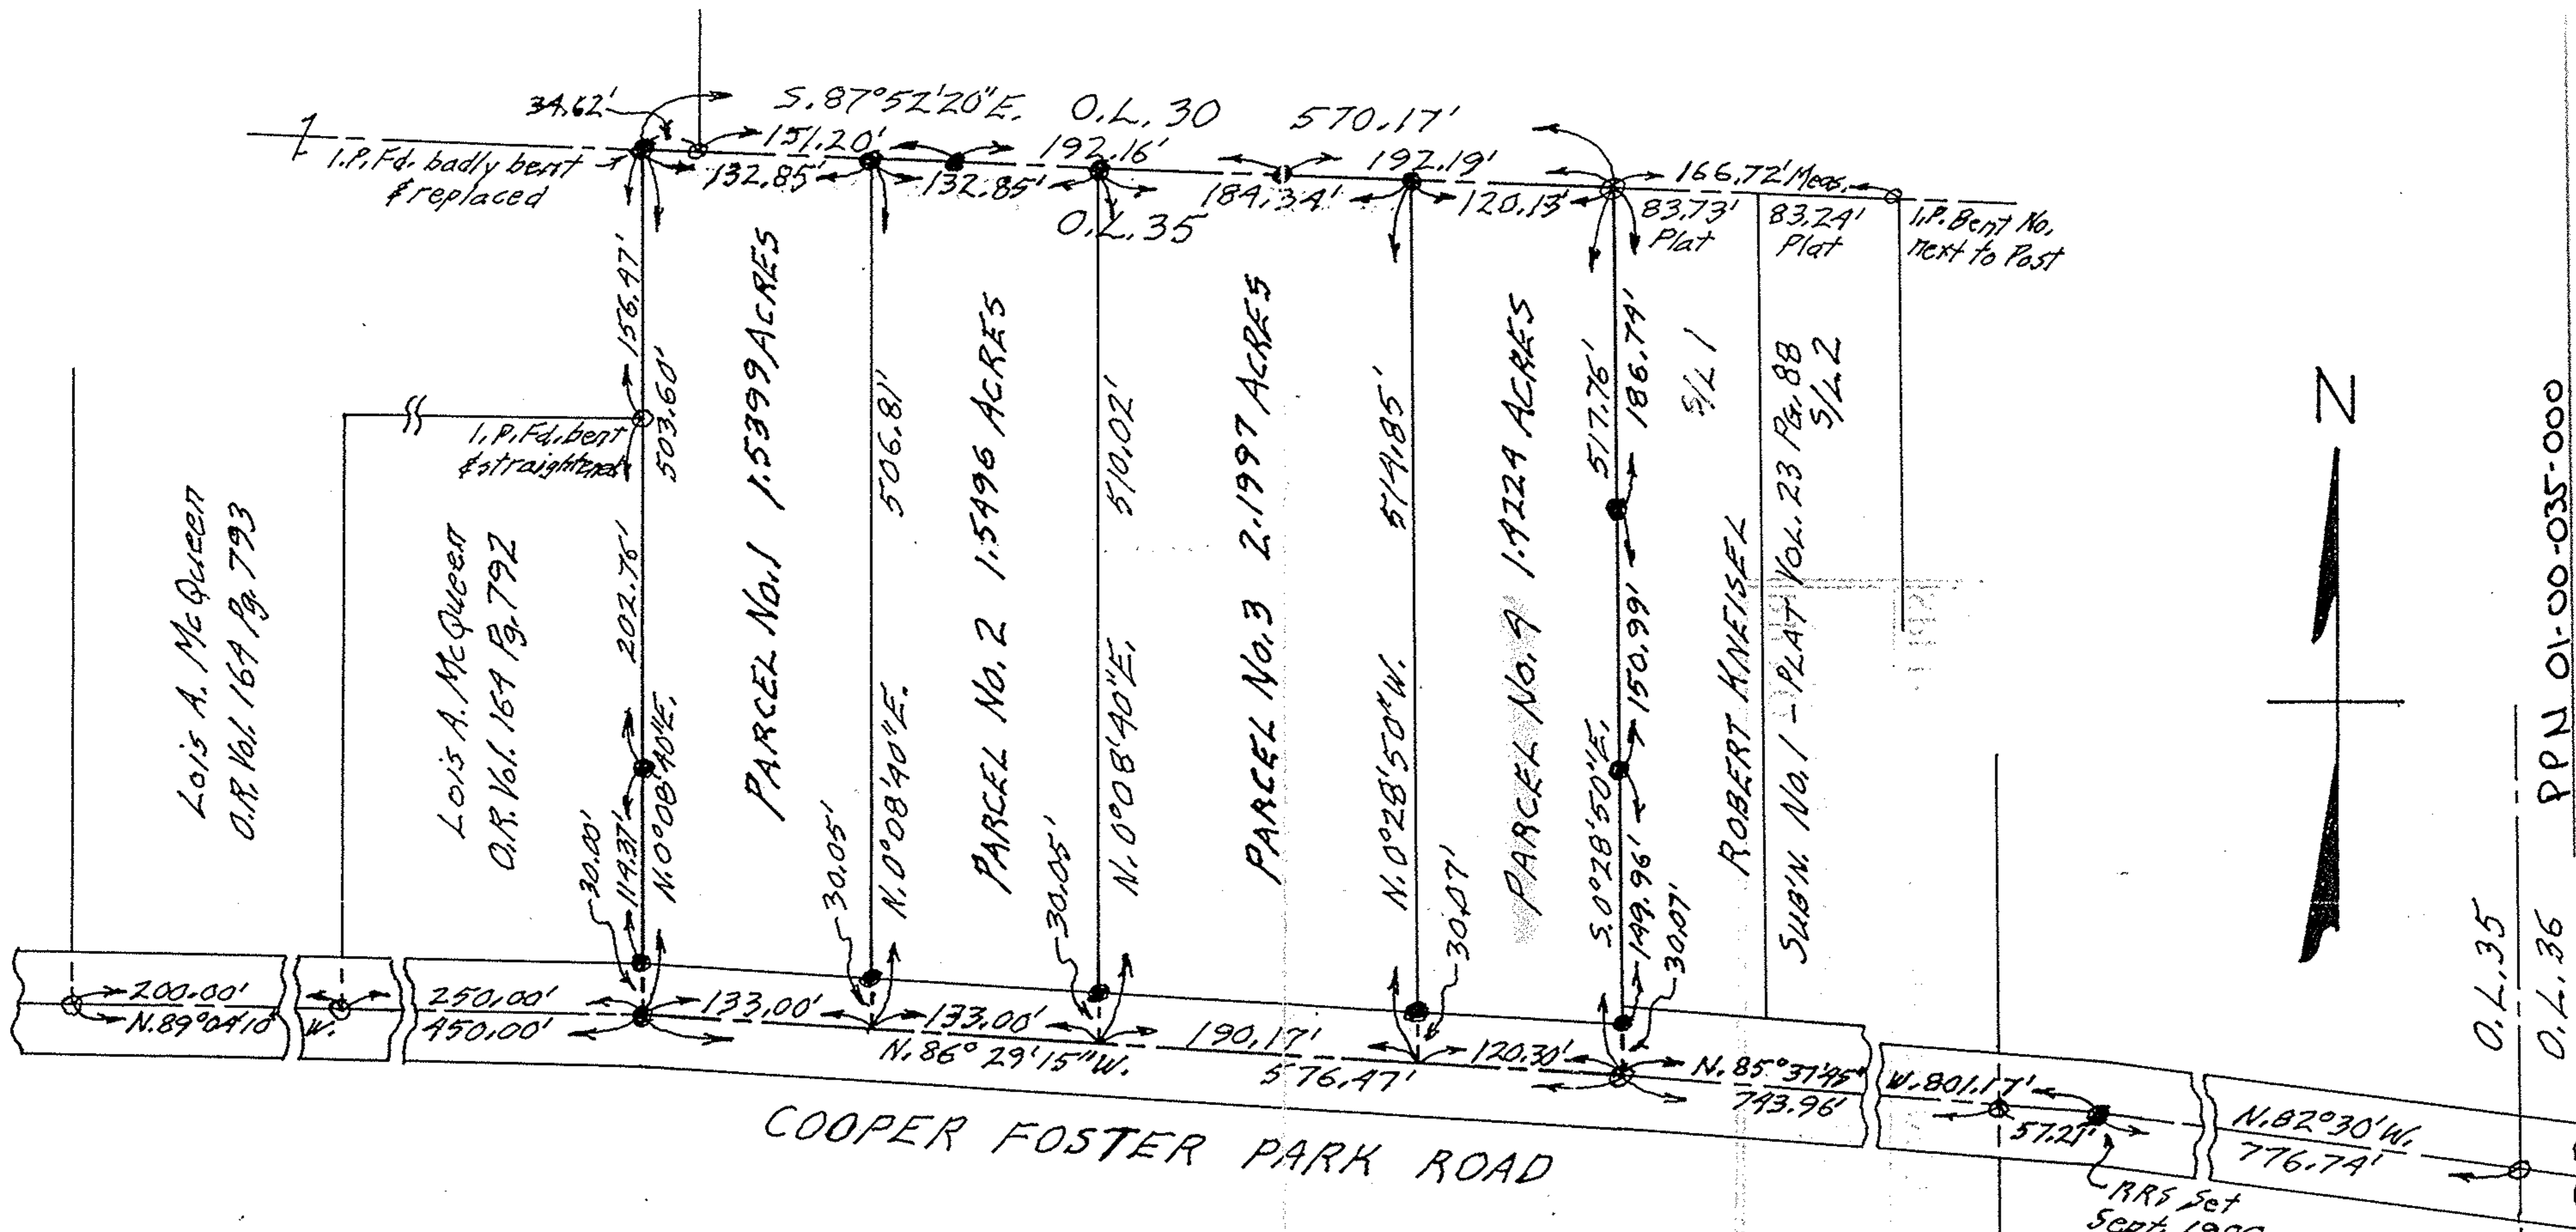 34.62'
S. 87°52'20"E. O.L. 30 570.17'
151.20' 192.16' 192.19' 166.72' Meas.
132.85' 132.85' 184.34' 120.13' 83.73' 83.24'
Plat Plat
I.P. Fd. badly bent
& replaced
O.L. 35
I.P. Bent No.
next to Post
156.47'
503.60'
I.P. Fd. bent
& straightened
202.76'
114.37'
30.00'
N. 0°08'40"E.
Lois A. McQueen
O.R. Vol. 164 Pg. 793
Lois A. McQueen
O.R. Vol. 164 Pg. 792
PARCEL No. 1 1.5399 ACRES
506.81'
30.05'
N. 0°08'40"E.
PARCEL No. 2 1.5496 ACRES
510.02'
30.05'
N. 0°08'40"E.
PARCEL No. 3 2.1997 ACRES
514.85'
N. 0°28'50"W.
30.07'
PARCEL No. 4 1.4224 ACRES
517.76'
186.74'
150.99'
S. 0°28'50"E.
149.96'
30.07'
S/L 1
ROBERT KNEISEL
SUB'N. No. 1 - PLAT VOL. 23 PG. 88
S/L 2
N
PPN 01-00-035-000
O.L. 35
O.L. 36
200.00' 250.00' 133.00' 133.00' 190.17' 120.30'
N. 89°04'10" W. 450.00' N. 86°29'15"W. 576.47'
N. 85°37'45" W. 801.17'
743.96' 57.21'
N. 82°30'W.
776.74'
RRS Set
Sept.
COOPER FOSTER PARK ROAD